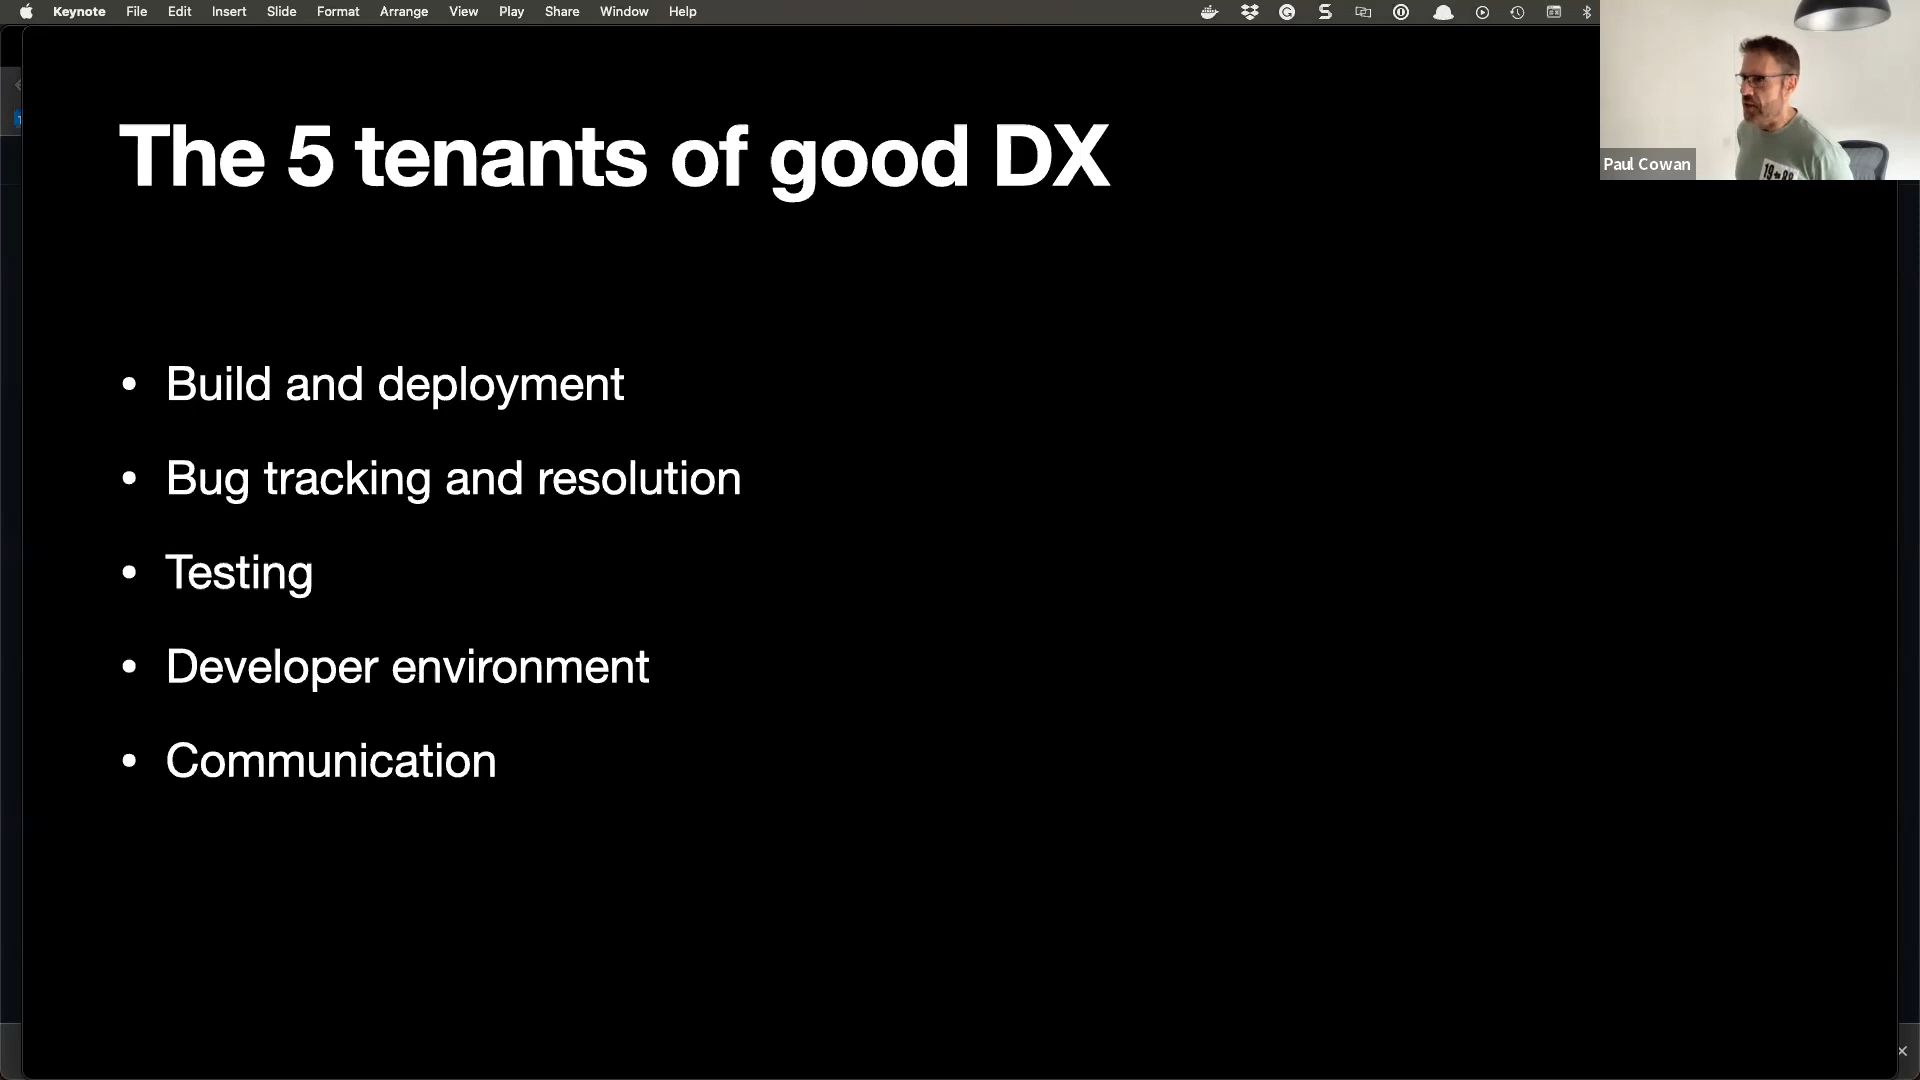 Keynote File Edit Insert Slide Format Arrange View Play Share Window Help
Paul Cowan
The 5 tenants of good DX
• Build and deployment
• Bug tracking and resolution
• Testing
• Developer environment
• Communication